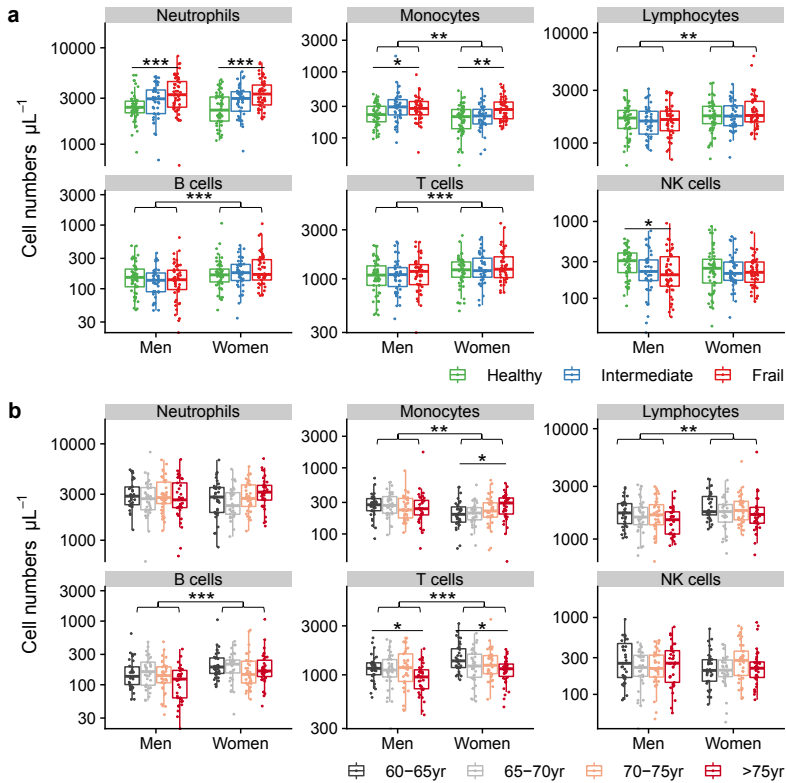 a
Neutrophils Monocytes Lymphocytes
Cell numbers µL−1
10000 3000 1000
*** ***
3000 1000 300 100
** * **
10000 3000 1000
**
B cells T cells NK cells
3000 1000 300 100 30
***
3000 1000 300
***
3000 1000 300 100
*
Men Women Men Women Men Women
Healthy Intermediate Frail
b
Neutrophils Monocytes Lymphocytes
Cell numbers µL−1
10000 3000 1000
3000 1000 300 100
** *
10000 3000 1000
**
B cells T cells NK cells
3000 1000 300 100 30
***
3000 1000 300
*** * *
3000 1000 300 100
Men Women Men Women Men Women
60−65yr 65−70yr 70−75yr >75yr